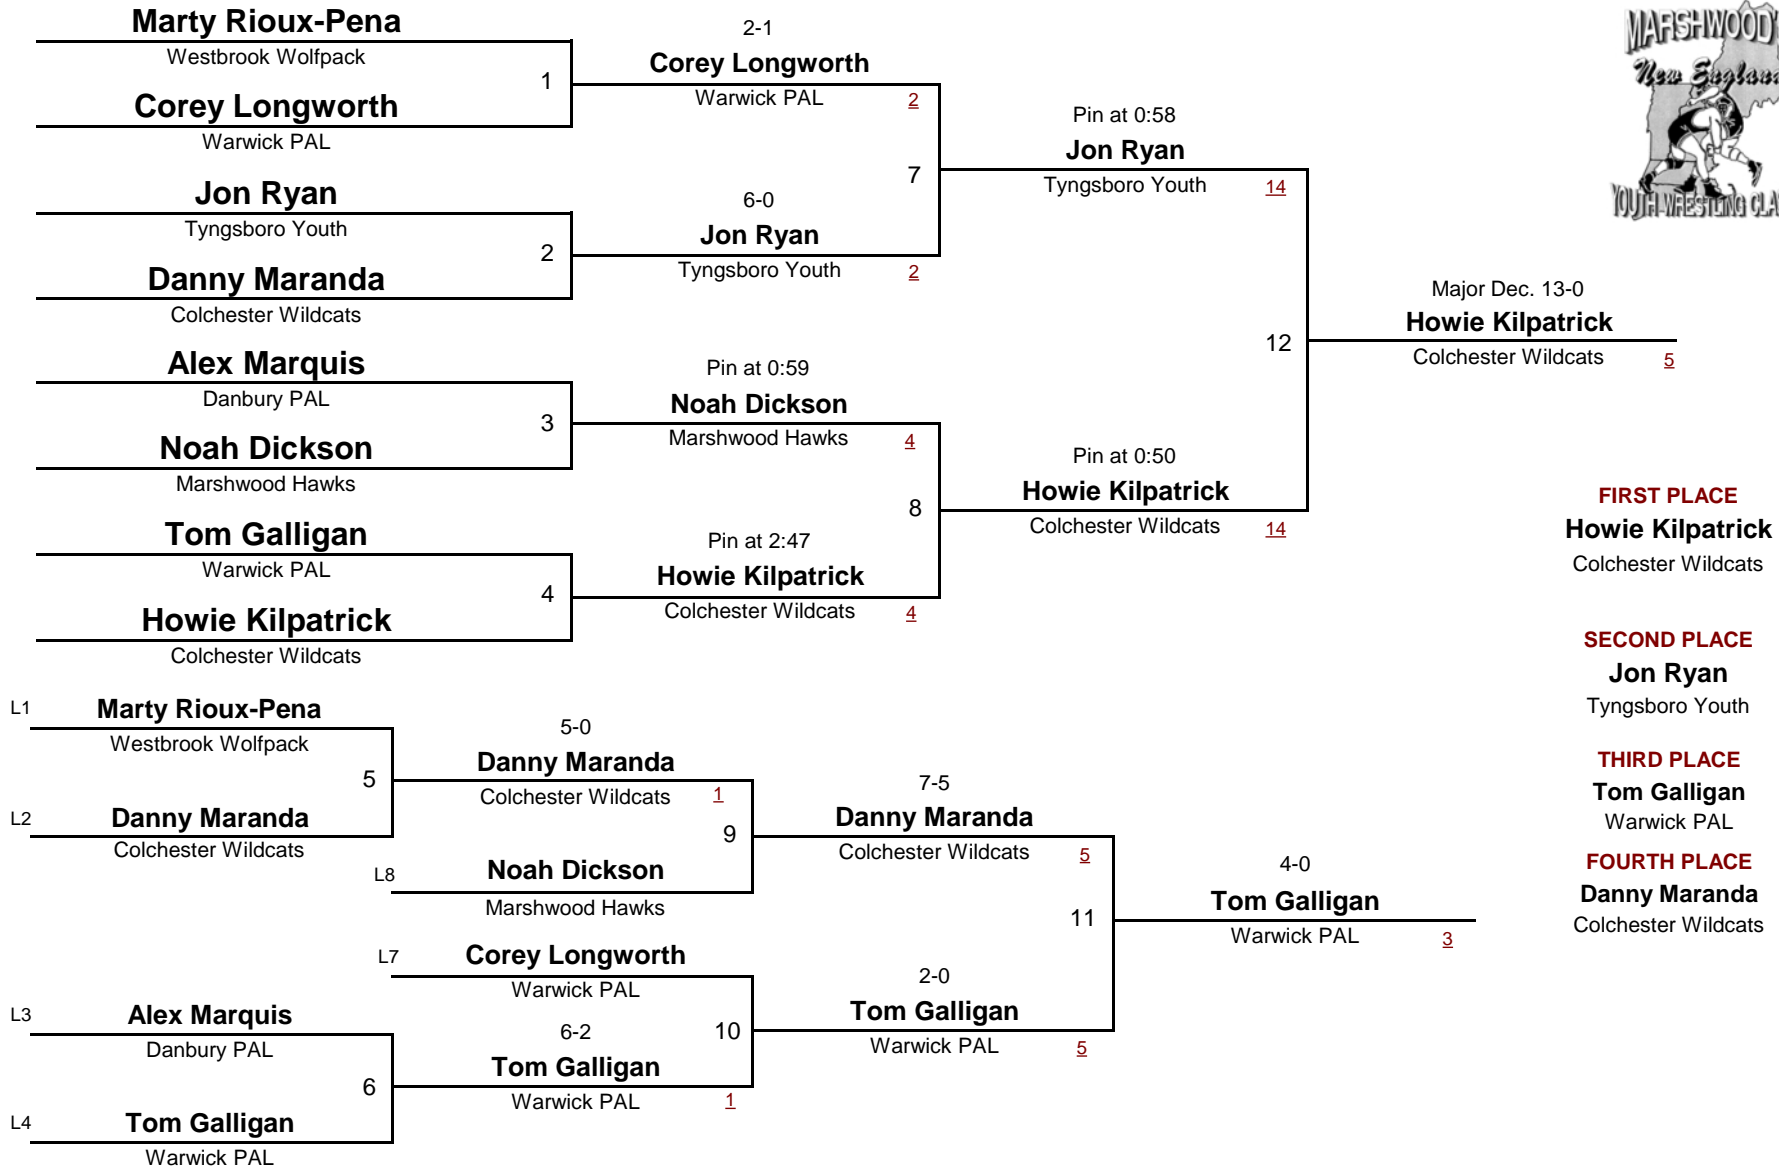 Marty Rioux-Pena
Westbrook Wolfpack
1
Corey Longworth
Warwick PAL
2-1
Corey Longworth
Warwick PAL
2
Jon Ryan
Tyngsboro Youth
2
Danny Maranda
Colchester Wildcats
7
6-0
Jon Ryan
Tyngsboro Youth
2
Pin at 0:58
Jon Ryan
Tyngsboro Youth
14
Alex Marquis
Danbury PAL
3
Noah Dickson
Marshwood Hawks
Pin at 0:59
Noah Dickson
Marshwood Hawks
4
Tom Galligan
Warwick PAL
4
Howie Kilpatrick
Colchester Wildcats
8
Pin at 2:47
Howie Kilpatrick
Colchester Wildcats
4
Pin at 0:50
Howie Kilpatrick
Colchester Wildcats
14
12
Major Dec. 13-0
Howie Kilpatrick
Colchester Wildcats
5
MARSHWOOD'
New England
YOUTH WRESTLING CLA
FIRST PLACE
Howie Kilpatrick
Colchester Wildcats
SECOND PLACE
Jon Ryan
Tyngsboro Youth
THIRD PLACE
Tom Galligan
Warwick PAL
FOURTH PLACE
Danny Maranda
Colchester Wildcats
L1
Marty Rioux-Pena
Westbrook Wolfpack
5
L2
Danny Maranda
Colchester Wildcats
5-0
Danny Maranda
Colchester Wildcats
1
9
L8
Noah Dickson
Marshwood Hawks
7-5
Danny Maranda
Colchester Wildcats
5
L7
Corey Longworth
Warwick PAL
10
L3
Alex Marquis
Danbury PAL
6
L4
Tom Galligan
Warwick PAL
6-2
Tom Galligan
Warwick PAL
1
2-0
Tom Galligan
Warwick PAL
5
11
4-0
Tom Galligan
Warwick PAL
3